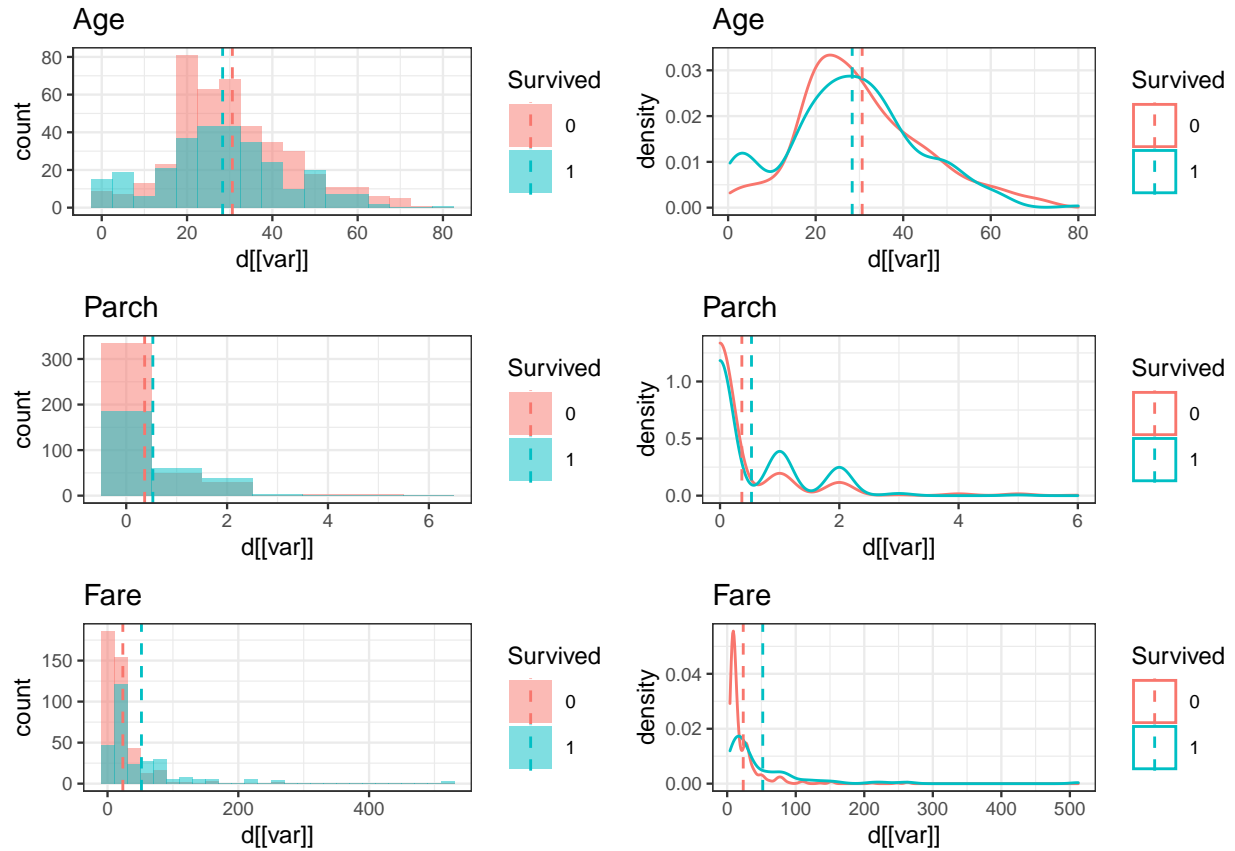 Age
80
60
40
20
0
count
0 20 40 60 80
d[[var]]
Survived
0
1
Age
0.03
0.02
0.01
0.00
density
0 20 40 60 80
d[[var]]
Survived
0
1
Parch
300
200
100
0
count
0 2 4 6
d[[var]]
Survived
0
1
Parch
1.0
0.5
0.0
density
0 2 4 6
d[[var]]
Survived
0
1
Fare
150
100
50
0
count
0 200 400
d[[var]]
Survived
0
1
Fare
0.04
0.02
0.00
density
0 100 200 300 400 500
d[[var]]
Survived
0
1